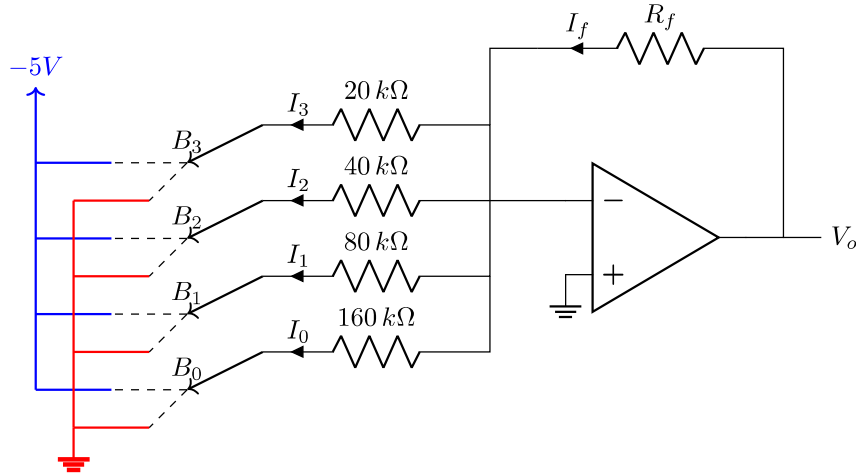 R_f
I_f
−5V
20 kΩ
I_3
B_3
40 kΩ
I_2
B_2
−
80 kΩ
V_o
I_1
B_1
+
160 kΩ
I_0
B_0